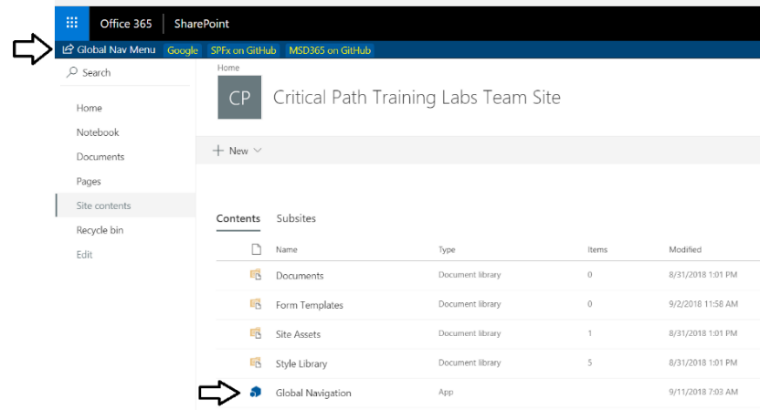 Office 365 SharePoint
Global Nav Menu Google SPFx on GitHub MSD365 on GitHub
Search
Home
CP Critical Path Training Labs Team Site
Home
Notebook
Documents
Pages
Site contents
Recycle bin
Edit
New
Contents Subsites
Name Type Items Modified
Documents Document library 0 8/31/2018 1:01 PM
Form Templates Document library 0 9/2/2018 11:58 AM
Site Assets Document library 1 8/31/2018 1:01 PM
Style Library Document library 5 8/31/2018 1:01 PM
Global Navigation App 9/11/2018 7:03 AM